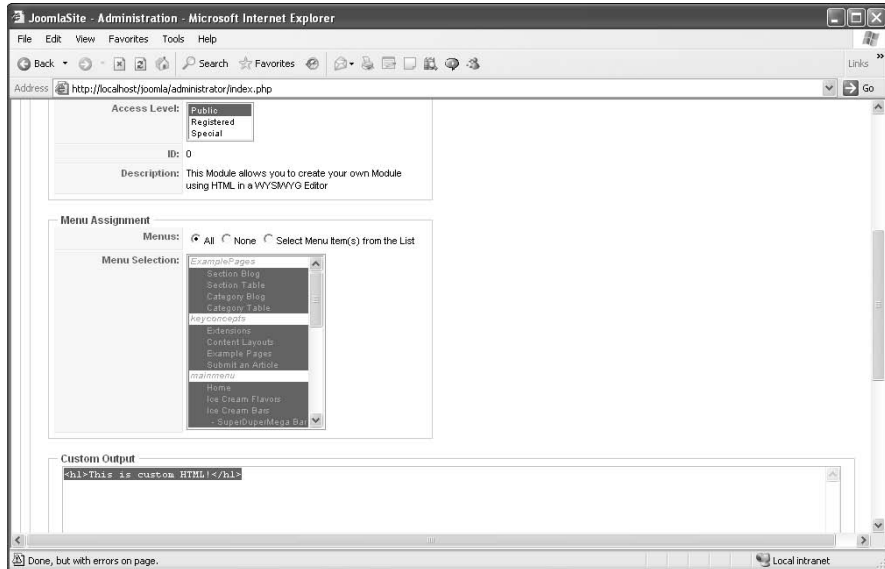 JoomlaSite - Administration - Microsoft Internet Explorer
File Edit View Favorites Tools Help
Back Search Favorites Links »
Address http://localhost/joomla/administrator/index.php Go
Access Level: Public
Registered
Special
ID: 0
Description: This Module allows you to create your own Module
using HTML in a WYSIWYG Editor
Menu Assignment
Menus: All None Select Menu Item(s) from the List
Menu Selection: ExamplePages
Section Blog
Section Table
Category Blog
Category Table
keyconcepts
Extensions
Content Layouts
Example Pages
Submit an Article
mainmenu
Home
Ice Cream Flavors
Ice Cream Bars
- SuperDuperMega Bar
Custom Output
<h1>This is custom HTML!</h1>
Done, but with errors on page. Local intranet